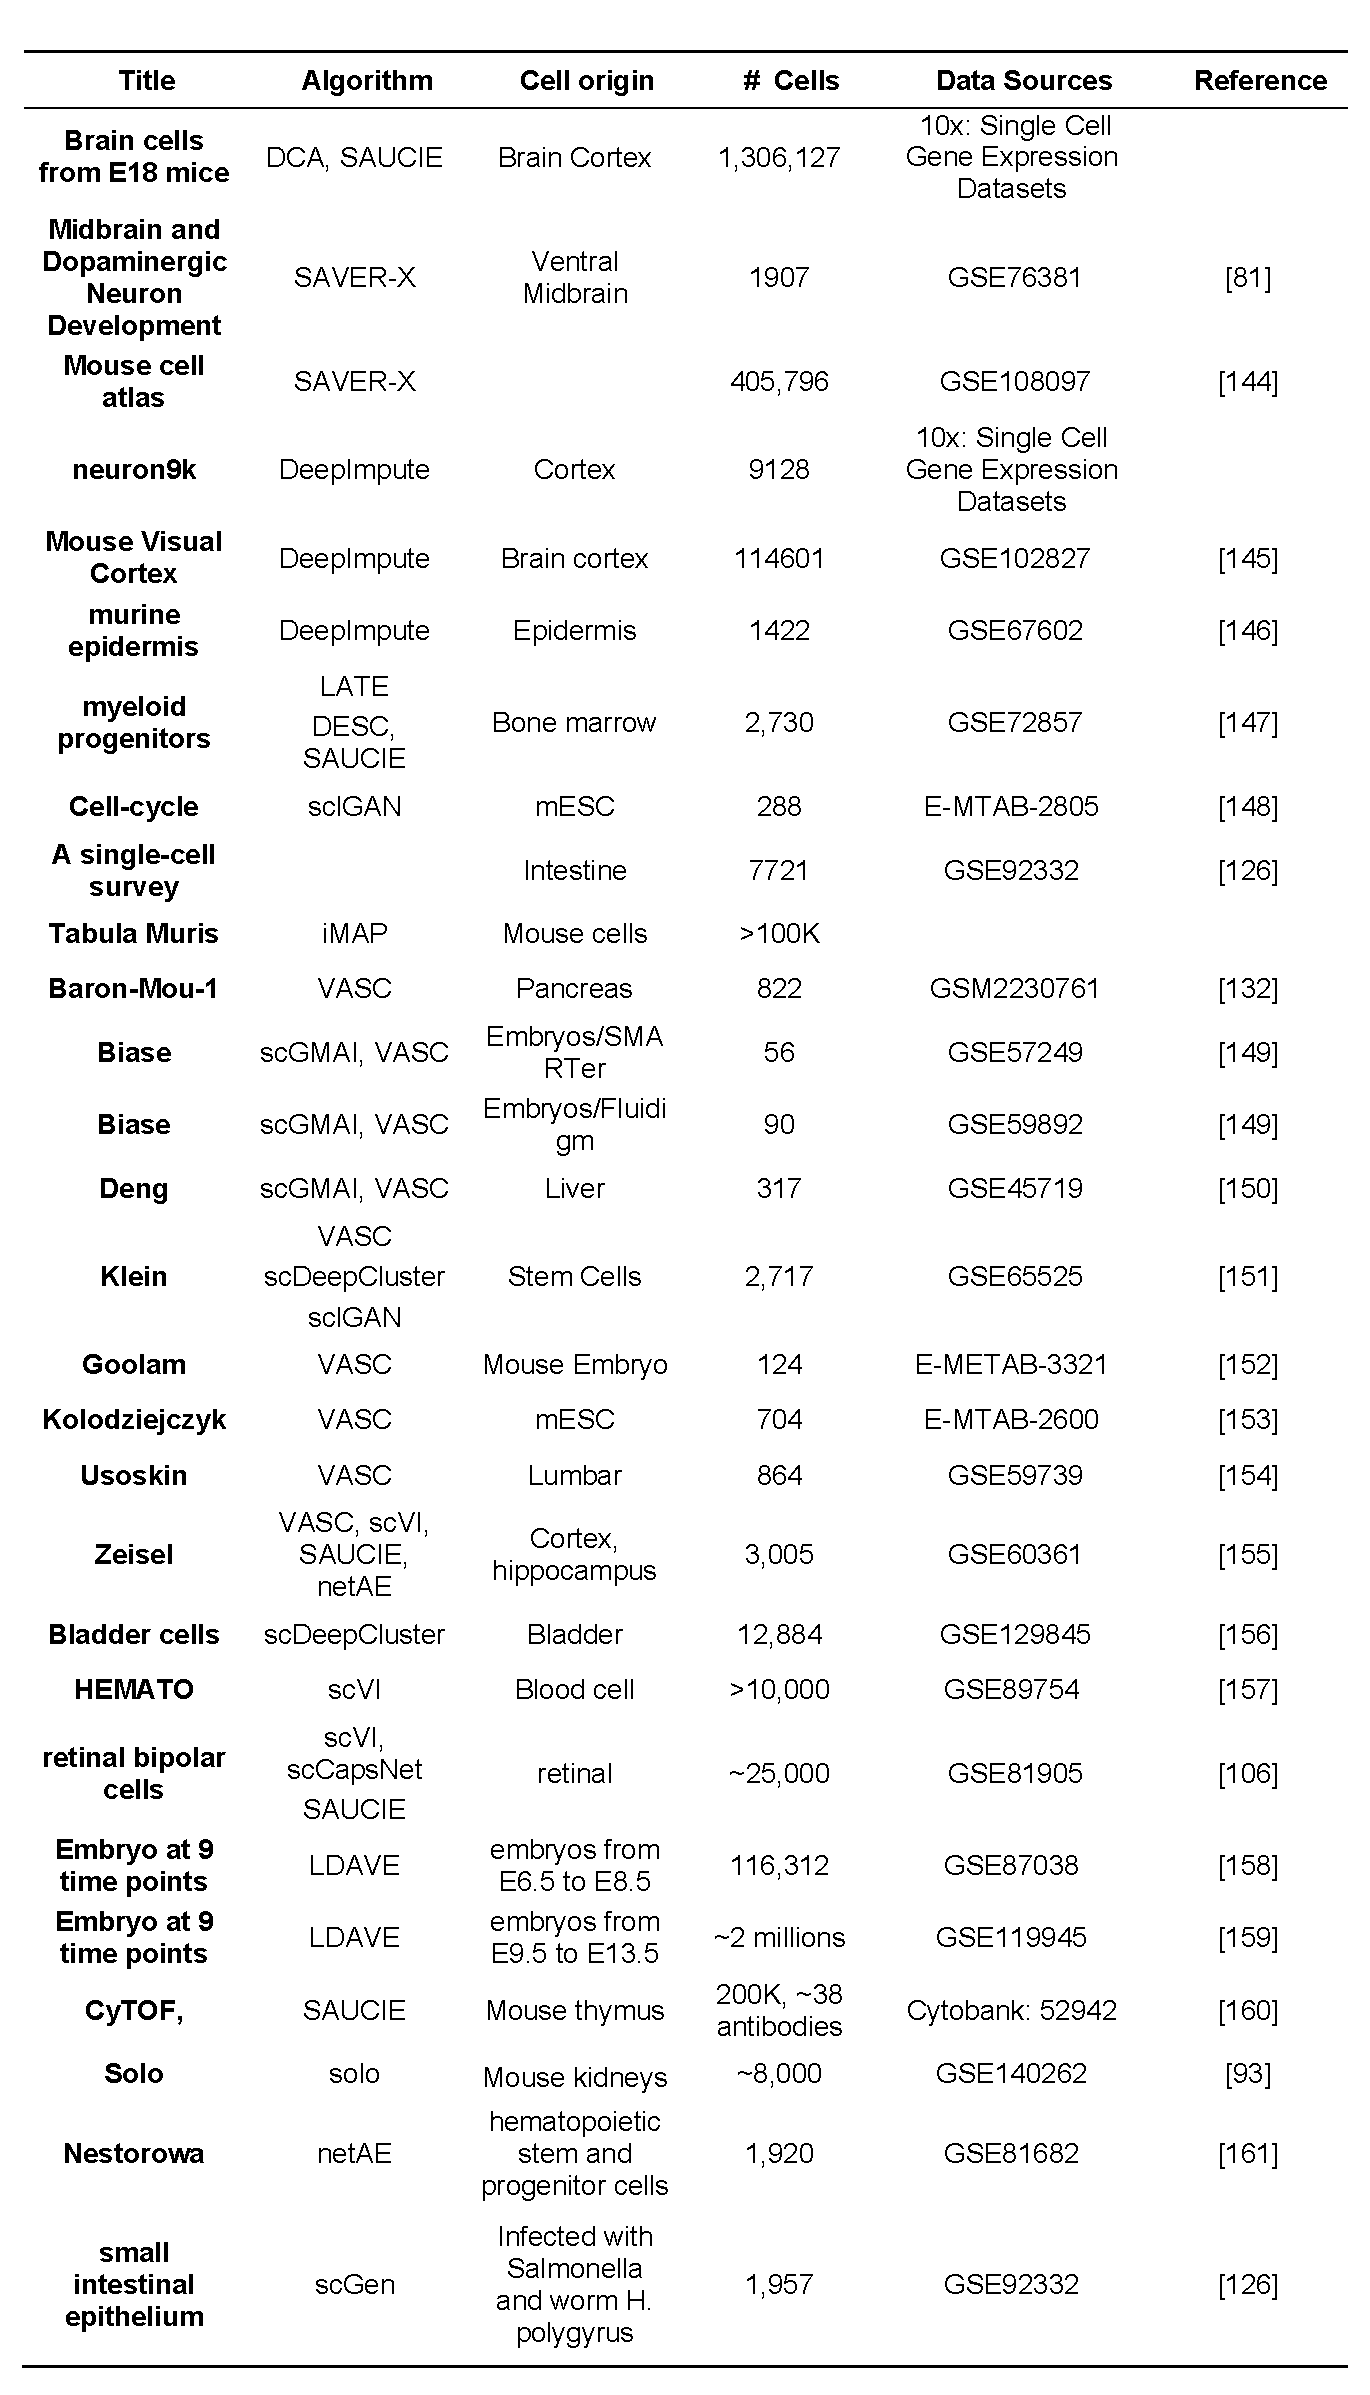 Title Algorithm Cell origin # Cells Data Sources Reference
Brain cells
from E18 mice
DCA, SAUCIE
Brain Cortex
1,306,127
10x: Single Cell
Gene Expression
Datasets
Midbrain and
Dopaminergic
Neuron
Development
SAVER-X
Ventral
Midbrain
1907
GSE76381
[81]
Mouse cell
atlas
SAVER-X
405,796
GSE108097
[144]
neuron9k
DeepImpute
Cortex
9128
10x: Single Cell
Gene Expression
Datasets
Mouse Visual
Cortex
DeepImpute
Brain cortex
114601
GSE102827
[145]
murine
epidermis
DeepImpute
Epidermis
1422
GSE67602
[146]
myeloid
progenitors
LATE
DESC,
SAUCIE
Bone marrow
2,730
GSE72857
[147]
Cell-cycle
scIGAN
mESC
288
E-MTAB-2805
[148]
A single-cell
survey
Intestine
7721
GSE92332
[126]
Tabula Muris
iMAP
Mouse cells
>100K
Baron-Mou-1
VASC
Pancreas
822
GSM2230761
[132]
Biase
scGMAI, VASC
Embryos/SMA
RTer
56
GSE57249
[149]
Biase
scGMAI, VASC
Embryos/Fluidi
gm
90
GSE59892
[149]
Deng
scGMAI, VASC
Liver
317
GSE45719
[150]
Klein
VASC
scDeepCluster
scIGAN
Stem Cells
2,717
GSE65525
[151]
Goolam
VASC
Mouse Embryo
124
E-METAB-3321
[152]
Kolodziejczyk
VASC
mESC
704
E-MTAB-2600
[153]
Usoskin
VASC
Lumbar
864
GSE59739
[154]
Zeisel
VASC, scVI,
SAUCIE,
netAE
Cortex,
hippocampus
3,005
GSE60361
[155]
Bladder cells
scDeepCluster
Bladder
12,884
GSE129845
[156]
HEMATO
scVI
Blood cell
>10,000
GSE89754
[157]
retinal bipolar
cells
scVI,
scCapsNet
SAUCIE
retinal
~25,000
GSE81905
[106]
Embryo at 9
time points
LDAVE
embryos from
E6.5 to E8.5
116,312
GSE87038
[158]
Embryo at 9
time points
LDAVE
embryos from
E9.5 to E13.5
~2 millions
GSE119945
[159]
CyTOF,
SAUCIE
Mouse thymus
200K, ~38
antibodies
Cytobank: 52942
[160]
Solo
solo
Mouse kidneys
~8,000
GSE140262
[93]
Nestorowa
netAE
hematopoietic
stem and
progenitor cells
1,920
GSE81682
[161]
small
intestinal
epithelium
scGen
Infected with
Salmonella
and worm H.
polygyrus
1,957
GSE92332
[126]